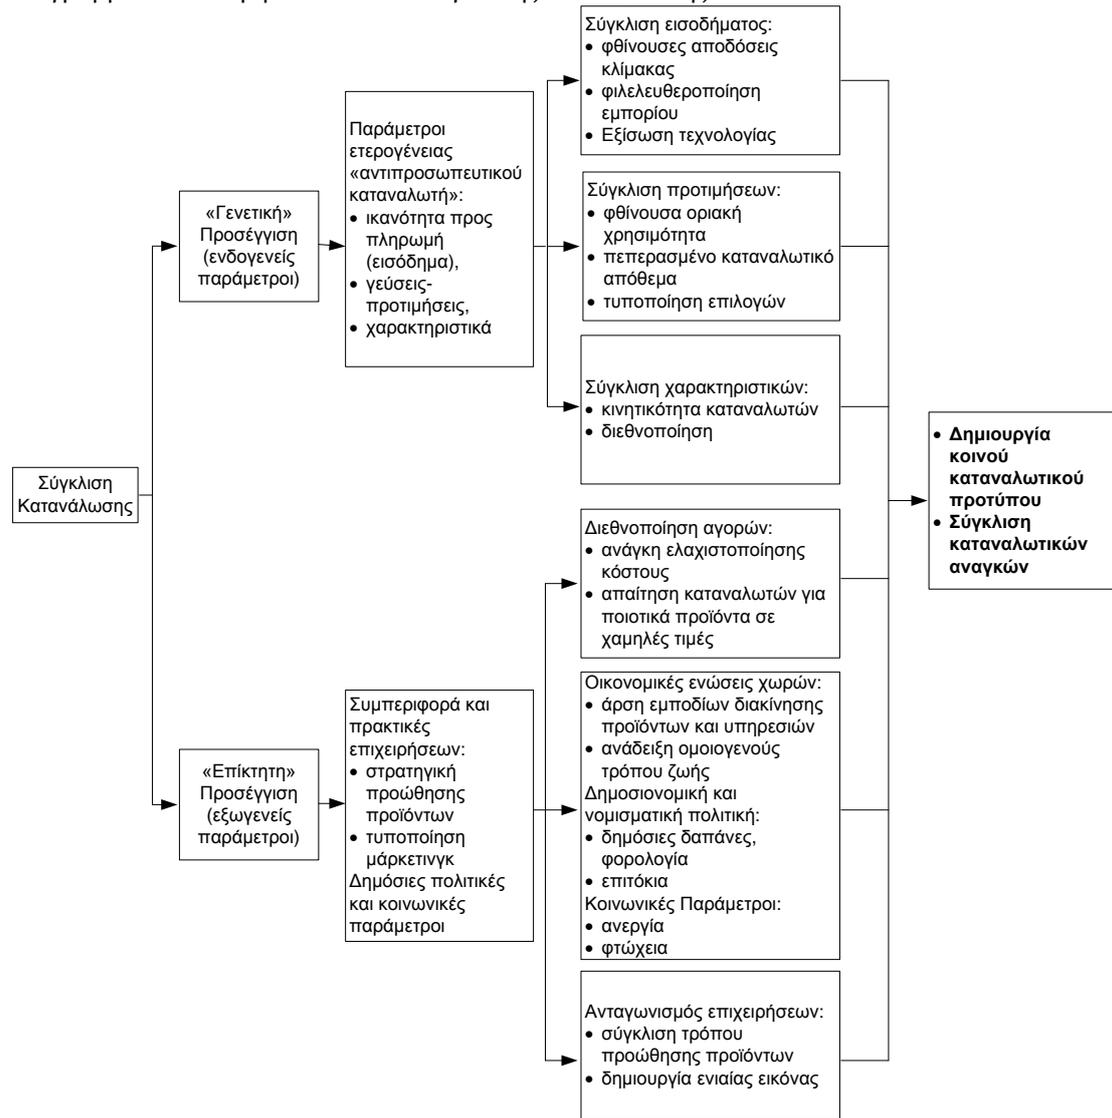 Σύγκλιση
Κατανάλωσης
«Γενετική»
Προσέγγιση
(ενδογενείς
παράμετροι)
Παράμετροι
ετερογένειας
«αντιπροσωπευτικού
καταναλωτή»:
• ικανότητα προς
πληρωμή
(εισόδημα),
• γεύσεις-
προτιμήσεις,
• χαρακτηριστικά
Σύγκλιση εισοδήματος:
• φθίνουσες αποδόσεις
κλίμακας
• φιλελευθεροποίηση
εμπορίου
• Εξίσωση τεχνολογίας
Σύγκλιση προτιμήσεων:
• φθίνουσα οριακή
χρησιμότητα
• πεπερασμένο καταναλωτικό
απόθεμα
• τυποποίηση επιλογών
Σύγκλιση χαρακτηριστικών:
• κινητικότητα καταναλωτών
• διεθνοποίηση
«Επίκτητη»
Προσέγγιση
(εξωγενείς
παράμετροι)
Συμπεριφορά και
πρακτικές
επιχειρήσεων:
• στρατηγική
προώθησης
προϊόντων
• τυποποίηση
μάρκετινγκ
Δημόσιες πολιτικές
και κοινωνικές
παράμετροι
Διεθνοποίηση αγορών:
• ανάγκη ελαχιστοποίησης
κόστους
• απαίτηση καταναλωτών για
ποιοτικά προϊόντα σε
χαμηλές τιμές
Οικονομικές ενώσεις χωρών:
• άρση εμποδίων διακίνησης
προϊόντων και υπηρεσιών
• ανάδειξη ομοιογενούς
τρόπου ζωής
Δημοσιονομική και
νομισματική πολιτική:
• δημόσιες δαπάνες,
φορολογία
• επιτόκια
Κοινωνικές Παράμετροι:
• ανεργία
• φτώχεια
Ανταγωνισμός επιχειρήσεων:
• σύγκλιση τρόπου
προώθησης προϊόντων
• δημιουργία ενιαίας εικόνας
• Δημιουργία
κοινού
καταναλωτικού
προτύπου
• Σύγκλιση
καταναλωτικών
αναγκών